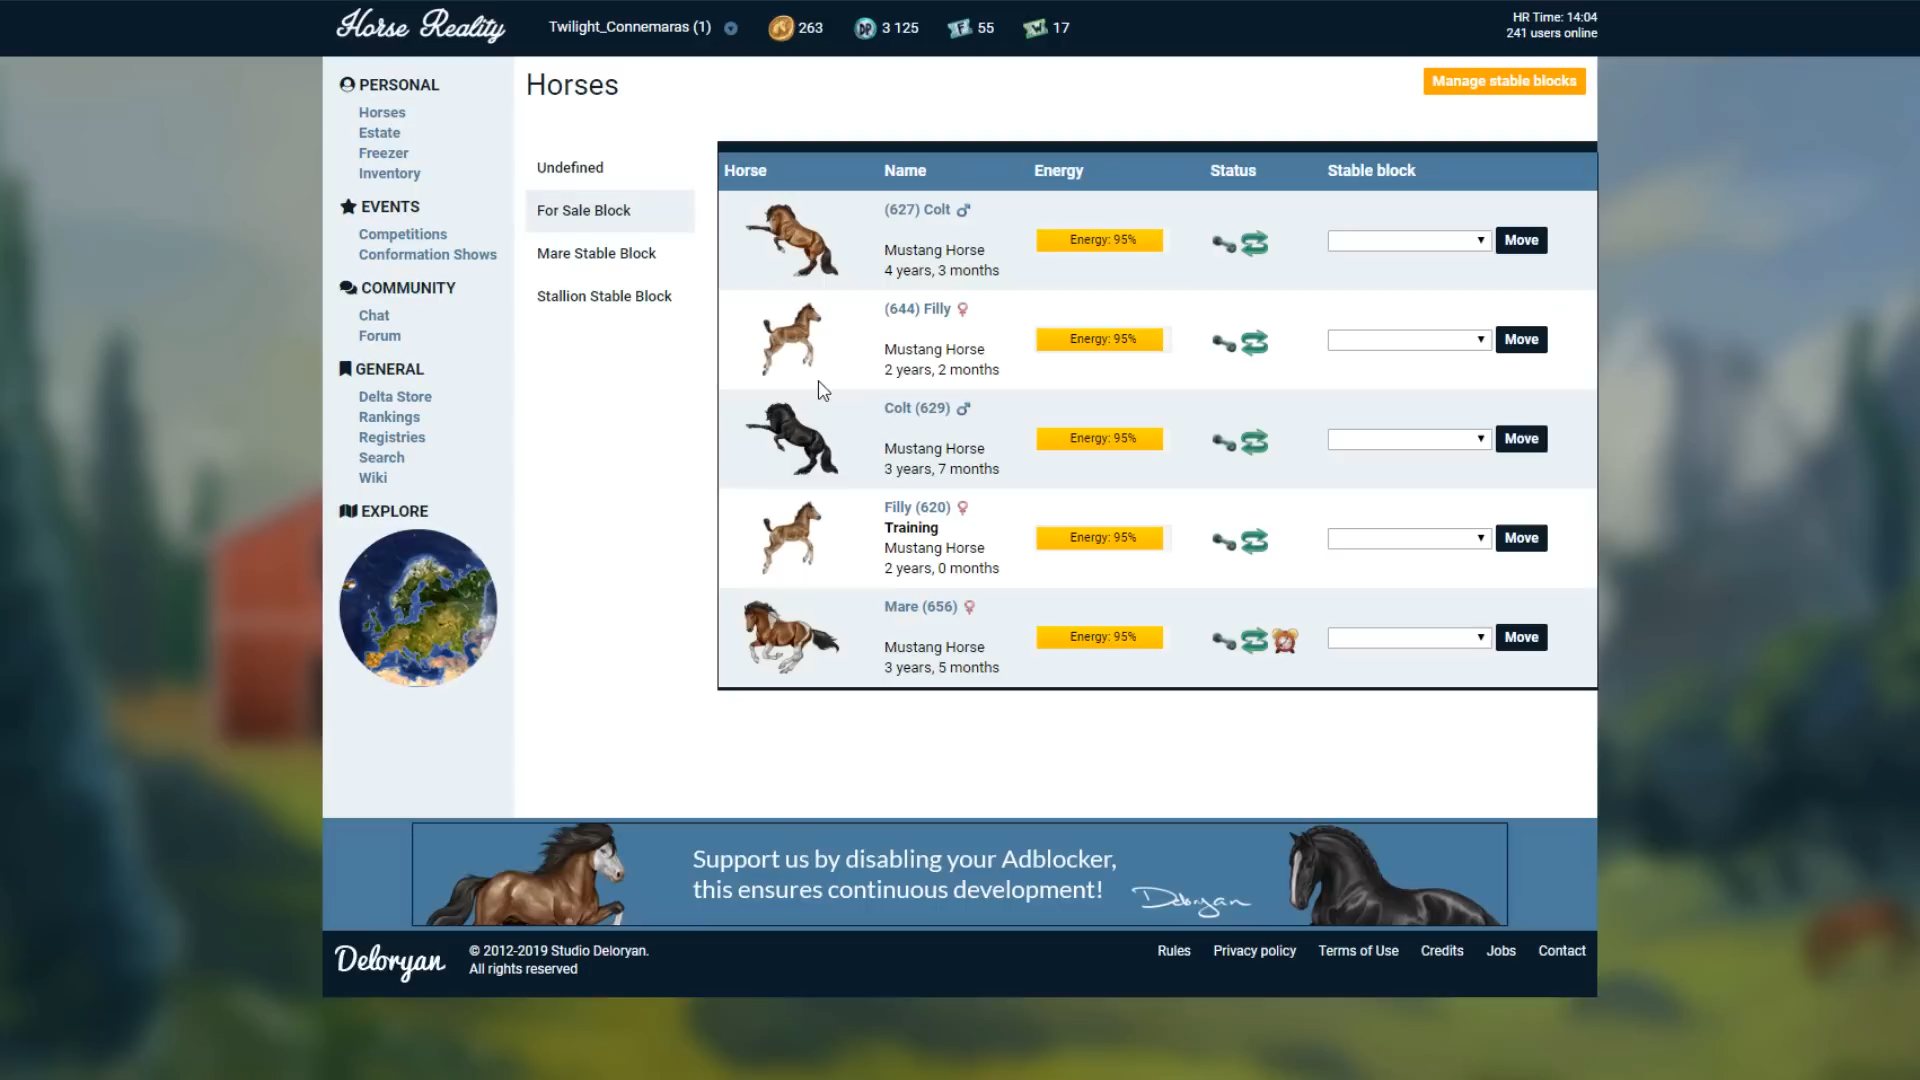 Horse Reality
Twilight_Connemaras (1)
263
3 125
55
17
HR Time: 14:04
241 users online
PERSONAL
Horses
Estate
Freezer
Inventory
EVENTS
Competitions
Conformation Shows
COMMUNITY
Chat
Forum
GENERAL
Delta Store
Rankings
Registries
Search
Wiki
EXPLORE
Horses
Manage stable blocks
Undefined
For Sale Block
Mare Stable Block
Stallion Stable Block
Horse Name Energy Status Stable block
(627) Colt ♂
Mustang Horse
4 years, 3 months
Energy: 95%
Move
(644) Filly ♀
Mustang Horse
2 years, 2 months
Energy: 95%
Move
Colt (629) ♂
Mustang Horse
3 years, 7 months
Energy: 95%
Move
Filly (620) ♀
Training
Mustang Horse
2 years, 0 months
Energy: 95%
Move
Mare (656) ♀
Mustang Horse
3 years, 5 months
Energy: 95%
Move
Support us by disabling your Adblocker,
this ensures continuous development!
Deloryan
Deloryan
© 2012-2019 Studio Deloryan.
All rights reserved
Rules Privacy policy Terms of Use Credits Jobs Contact